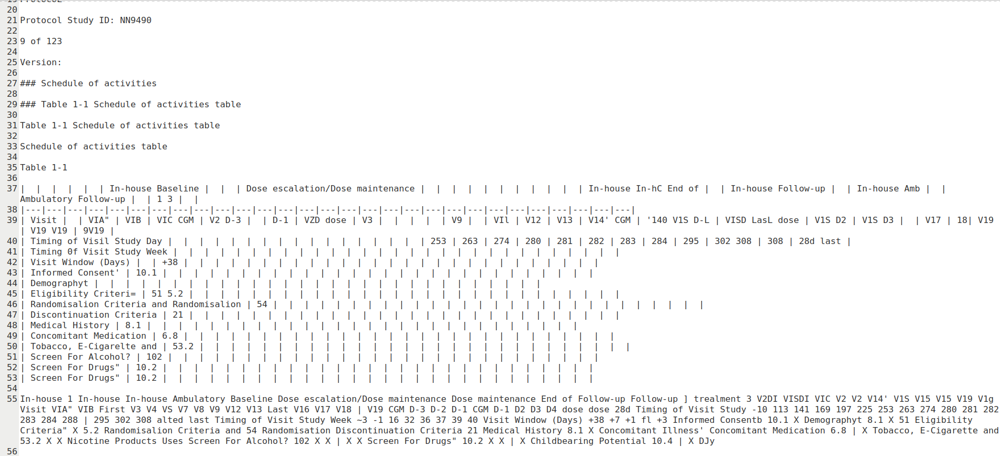 20
21 Protocol Study ID: NN9490
22
23 9 of 123
24
25 Version:
26
27 ### Schedule of activities
28
29 ### Table 1-1 Schedule of activities table
30
31 Table 1-1 Schedule of activities table
32
33 Schedule of activities table
34
35 Table 1-1
36
37 | | | | | | In-house Baseline | | | Dose escalation/Dose maintenance | | | | | | | | | | | In-house In-hC End of | | In-house Follow-up | | In-house Amb | |
Ambulatory Follow-up | | 1 3 | |
38 |---|---|---|---|---|---|---|---|---|---|---|---|---|---|---|---|---|---|---|---|---|---|---|---|---|---|---|---|---|
39 | Visit | | VIA" | VIB | VIC CGM | V2 D-3 | | D-1 | VZD dose | V3 | | | | | V9 | | VIl | V12 | V13 | V14' CGM | '140 V1S D-L | VISD LasL dose | V1S D2 | V1S D3 | | V17 | 18| V19
| V19 V19 | 9V19 |
40 | Timing of Visil Study Day | | | | | | | | | | | | | | | | | 253 | 263 | 274 | 280 | 281 | 282 | 283 | 284 | 295 | 302 308 | 308 | 28d last |
41 | Timing 0f Visit Study Week | | | | | | | | | | | | | | | | | | | | | | | | | | | | |
42 | Visit Window (Days) | | +38 | | | | | | | | | | | | | | | | | | | | | | | | | | |
43 | Informed Consent' | 10.1 | | | | | | | | | | | | | | | | | | | | | | | | | | | |
44 | Demographyt | | | | | | | | | | | | | | | | | | | | | | | | | | | | |
45 | Eligibility Criteri= | 51 5.2 | | | | | | | | | | | | | | | | | | | | | | | | | | | |
46 | Randomisalion Criteria and Randomisalion | 54 | | | | | | | | | | | | | | | | | | | | | | | | | | | |
47 | Discontinuation Criteria | 21 | | | | | | | | | | | | | | | | | | | | | | | | | | | |
48 | Medical History | 8.1 | | | | | | | | | | | | | | | | | | | | | | | | | | | |
49 | Concomitant Medication | 6.8 | | | | | | | | | | | | | | | | | | | | | | | | | | | |
50 | Tobacco, E-Cigarelte and | 53.2 | | | | | | | | | | | | | | | | | | | | | | | | | | | |
51 | Screen For Alcohol? | 102 | | | | | | | | | | | | | | | | | | | | | | | | | | | |
52 | Screen For Drugs" | 10.2 | | | | | | | | | | | | | | | | | | | | | | | | | | | |
53 | Screen For Drugs" | 10.2 | | | | | | | | | | | | | | | | | | | | | | | | | | | |
54
55 In-house 1 In-house In-house Ambulatory Baseline Dose escalation/Dose maintenance Dose maintenance End of Follow-up Follow-up ] trealment 3 V2DI VISDI VIC V2 V2 V14' V1S V15 V15 V19 V1g
Visit VIA" VIB First V3 V4 VS V7 V8 V9 V12 V13 Last V16 V17 V18 | V19 CGM D-3 D-2 D-1 CGM D-1 D2 D3 D4 dose dose 28d Timing of Visit Study -10 113 141 169 197 225 253 263 274 280 281 282
283 284 288 | 295 302 308 alted last Timing of Visit Study Week ~3 -1 16 32 36 37 39 40 Visit Window (Days) +38 +7 +1 fl +3 Informed Consentb 10.1 X Demographyt 8.1 X 51 Eligibility
Criteria" X 5.2 Randomisalion Criteria and 54 Randomisation Discontinuation Criteria 21 Medical History 8.1 X Concomitant Illness' Concomitant Medication 6.8 | X Tobacco, E-Cigarette and
53.2 X X Nicotine Products Uses Screen For Alcohol? 102 X X | X X Screen For Drugs" 10.2 X X | X Childbearing Potential 10.4 | X DJy
56